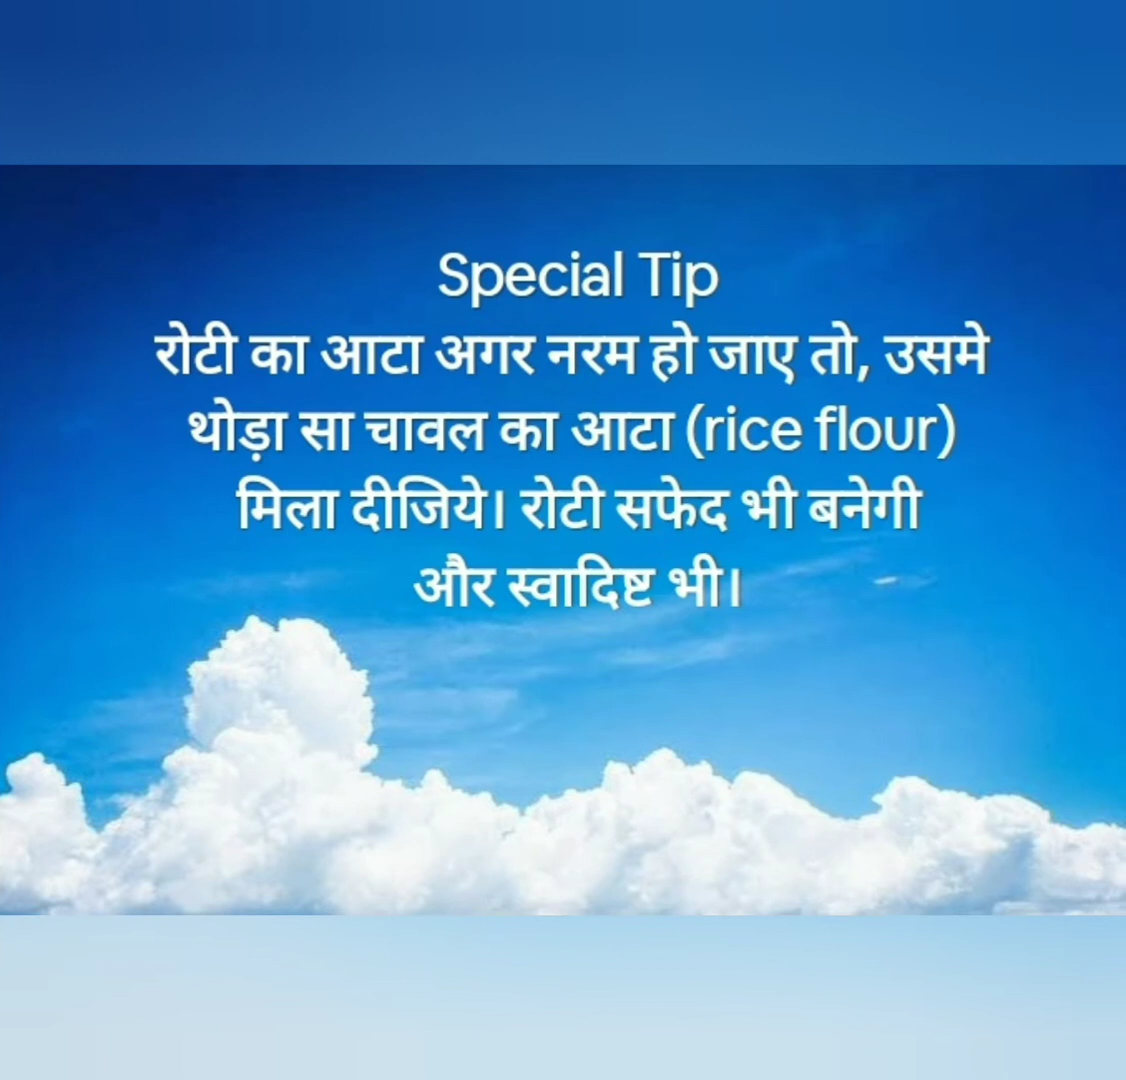 Special Tip
रोटी का आटा अगर नरम हो जाए तो, उसमे
थोड़ा सा चावल का आटा (rice flour)
मिला दीजिये। रोटी सफेद भी बनेगी
और स्वादिष्ट भी।